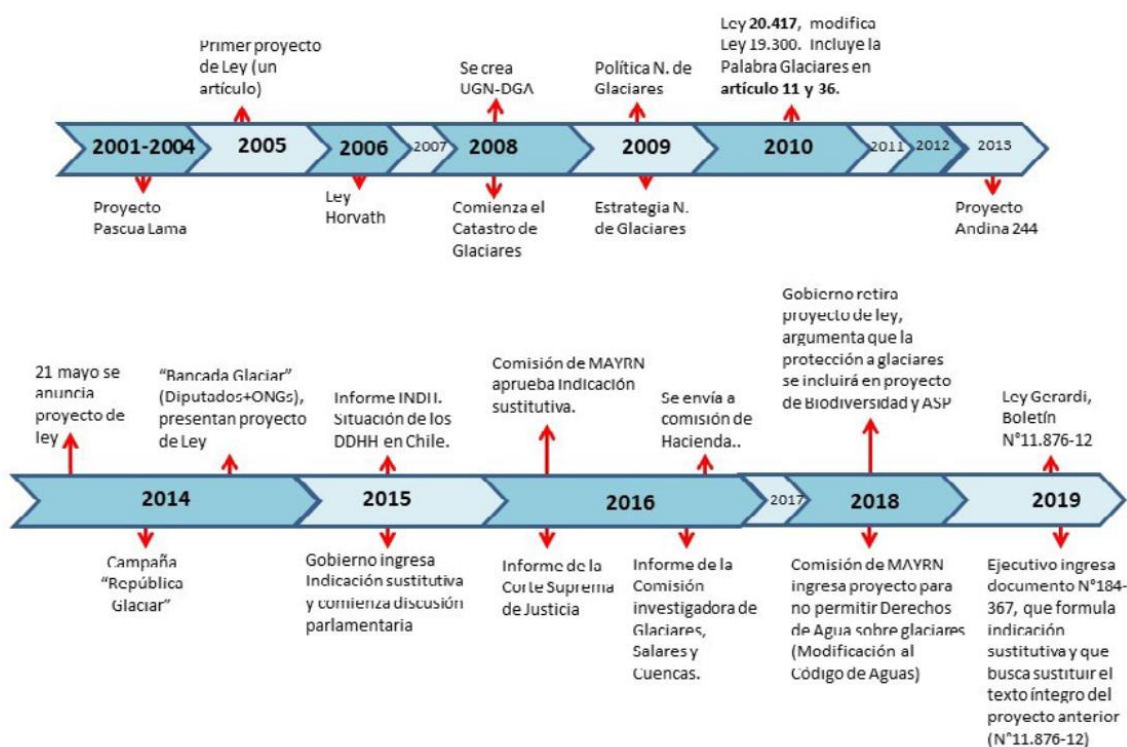 Primer proyecto
de Ley (un
artículo)
Se crea
UGN-DGA
Política N. de
Glaciares
Ley 20.417, modifica
Ley 19.300. Incluye la
Palabra Glaciares en
artículo 11 y 36.
2001-2004
2005
2006
2007
2008
2009
2010
2011
2012
2013
Proyecto
Pascua Lama
Ley
Horvath
Comienza el
Catastro de
Glaciares
Estrategia N.
de Glaciares
Proyecto
Andina 244
21 mayo se
anuncia
proyecto de
ley
"Bancada Glaciar"
(Diputados+ONGs),
presentan proyecto
de Ley
Informe INDH.
Situación de los
DDHH en Chile.
Comisión de MAYRN
aprueba indicación
sustitutiva.
Se envía a
comisión de
Hacienda..
Gobierno retira
proyecto de ley,
argumenta que la
protección a glaciares
se incluirá en proyecto
de Biodiversidad y ASP
Ley Gerardi,
Boletín
N°11.876-12
2014
2015
2016
2017
2018
2019
Campaña
"República
Glaciar"
Gobierno ingresa
Indicación sustitutiva
y comienza discusión
parlamentaria
Informe de la
Corte Suprema
de Justicia
Informe de la
Comisión
investigadora de
Glaciares,
Salares y
Cuencas.
Comisión de MAYRN
ingresa proyecto para
no permitir Derechos
de Agua sobre glaciares
(Modificación al
Código de Aguas)
Ejecutivo ingresa
documento N°184-
367, que formula
indicación
sustitutiva y que
busca sustituir el
texto íntegro del
proyecto anterior
(N°11.876-12)